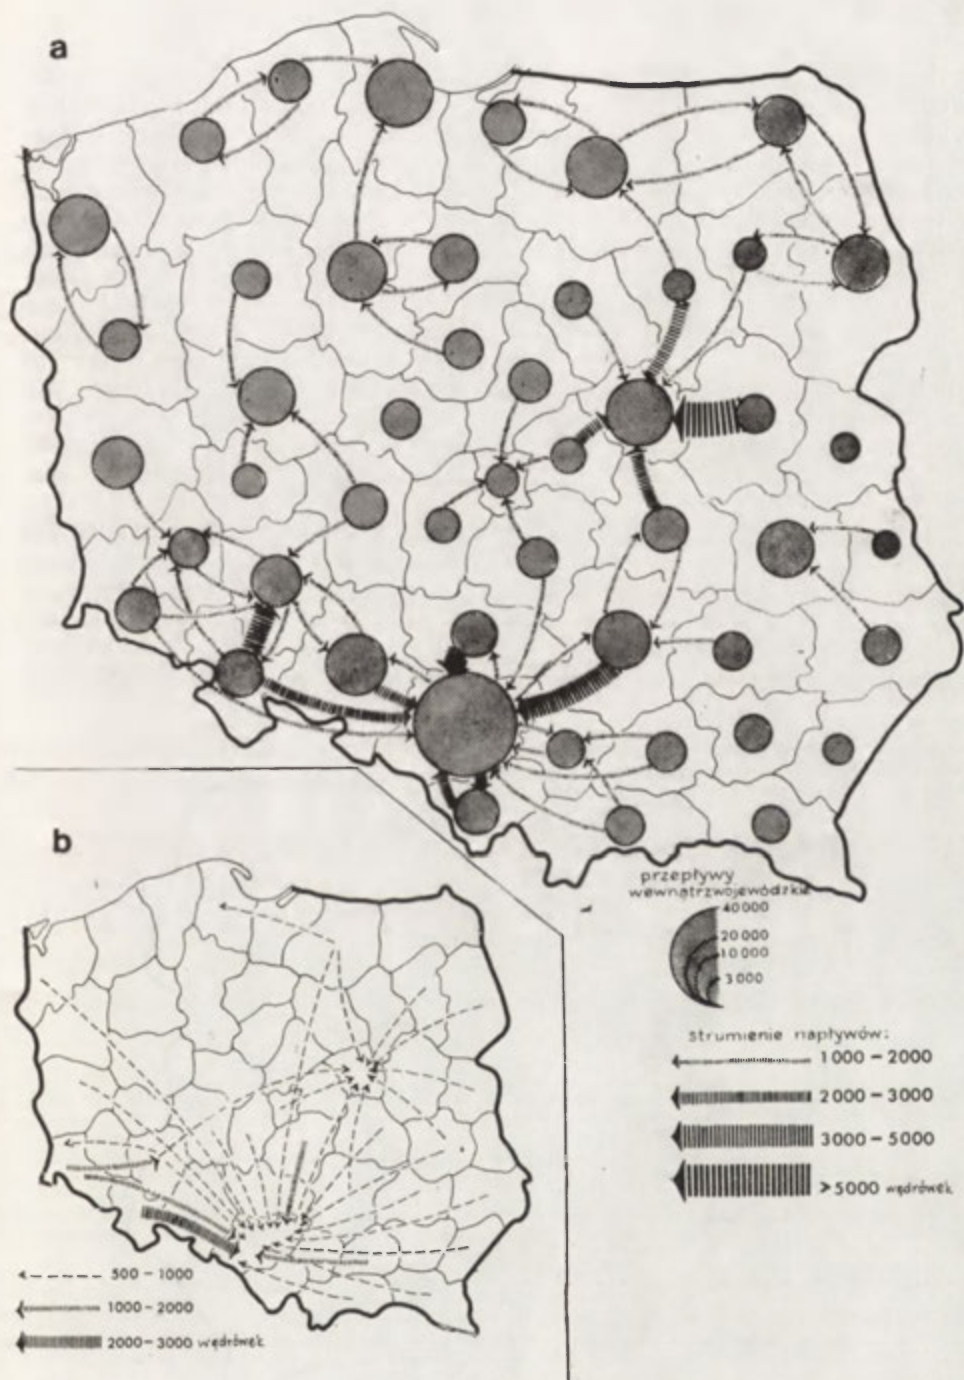 a
b
przepływy
wewnątrzwojewódzkie
40000
20000
10000
3000
strumienie napływów:
1000 – 2000
2000 – 3000
3000 – 5000
>5000 wędrówek
500 – 1000
1000 – 2000
2000 – 3000 wędrówek